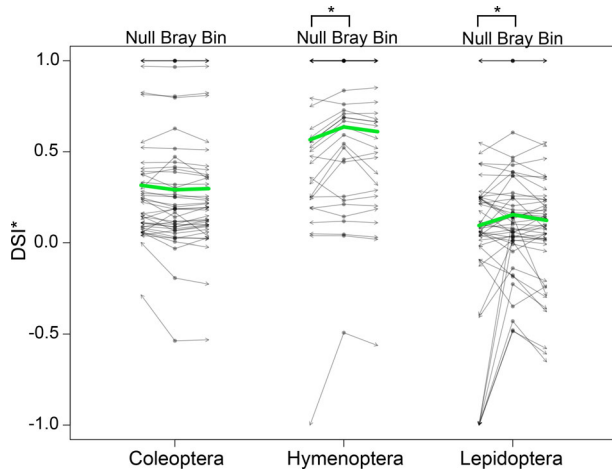 * *
Null Bray Bin Null Bray Bin Null Bray Bin
1.0
0.5
0.0
-0.5
-1.0
DSI*
Coleoptera Hymenoptera Lepidoptera